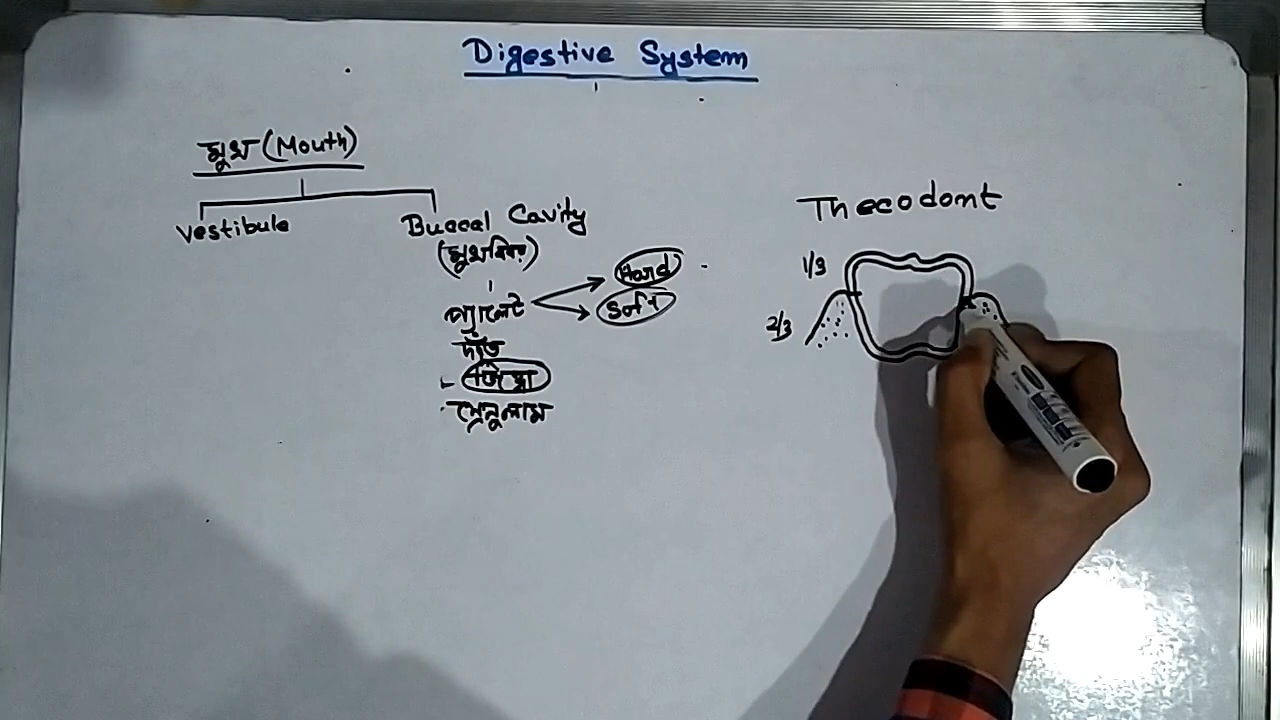 Digestive System
মুখ (Mouth)
Vestibule
Buccal Cavity
(মুখবিবর)
প্যালেট
Hard
Soft
দাঁত
জিহ্বা
ফ্রেনুলাম
Thecodont
1/3
2/3